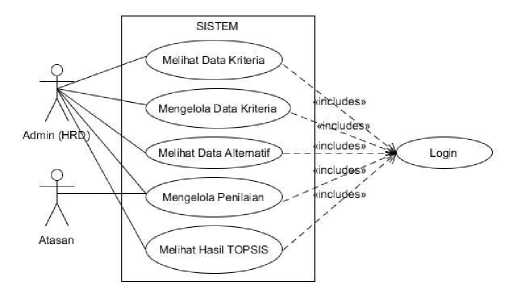 SISTEM
Melihat Data Kriteria
Mengelola Data Kriteria
Melihat Data Alternatif
Mengelola Penilaian
Melihat Hasil TOPSIS
Admin (HRD)
Atasan
«includes»
«includes»
«includes»
«includes»
«includes»
Login